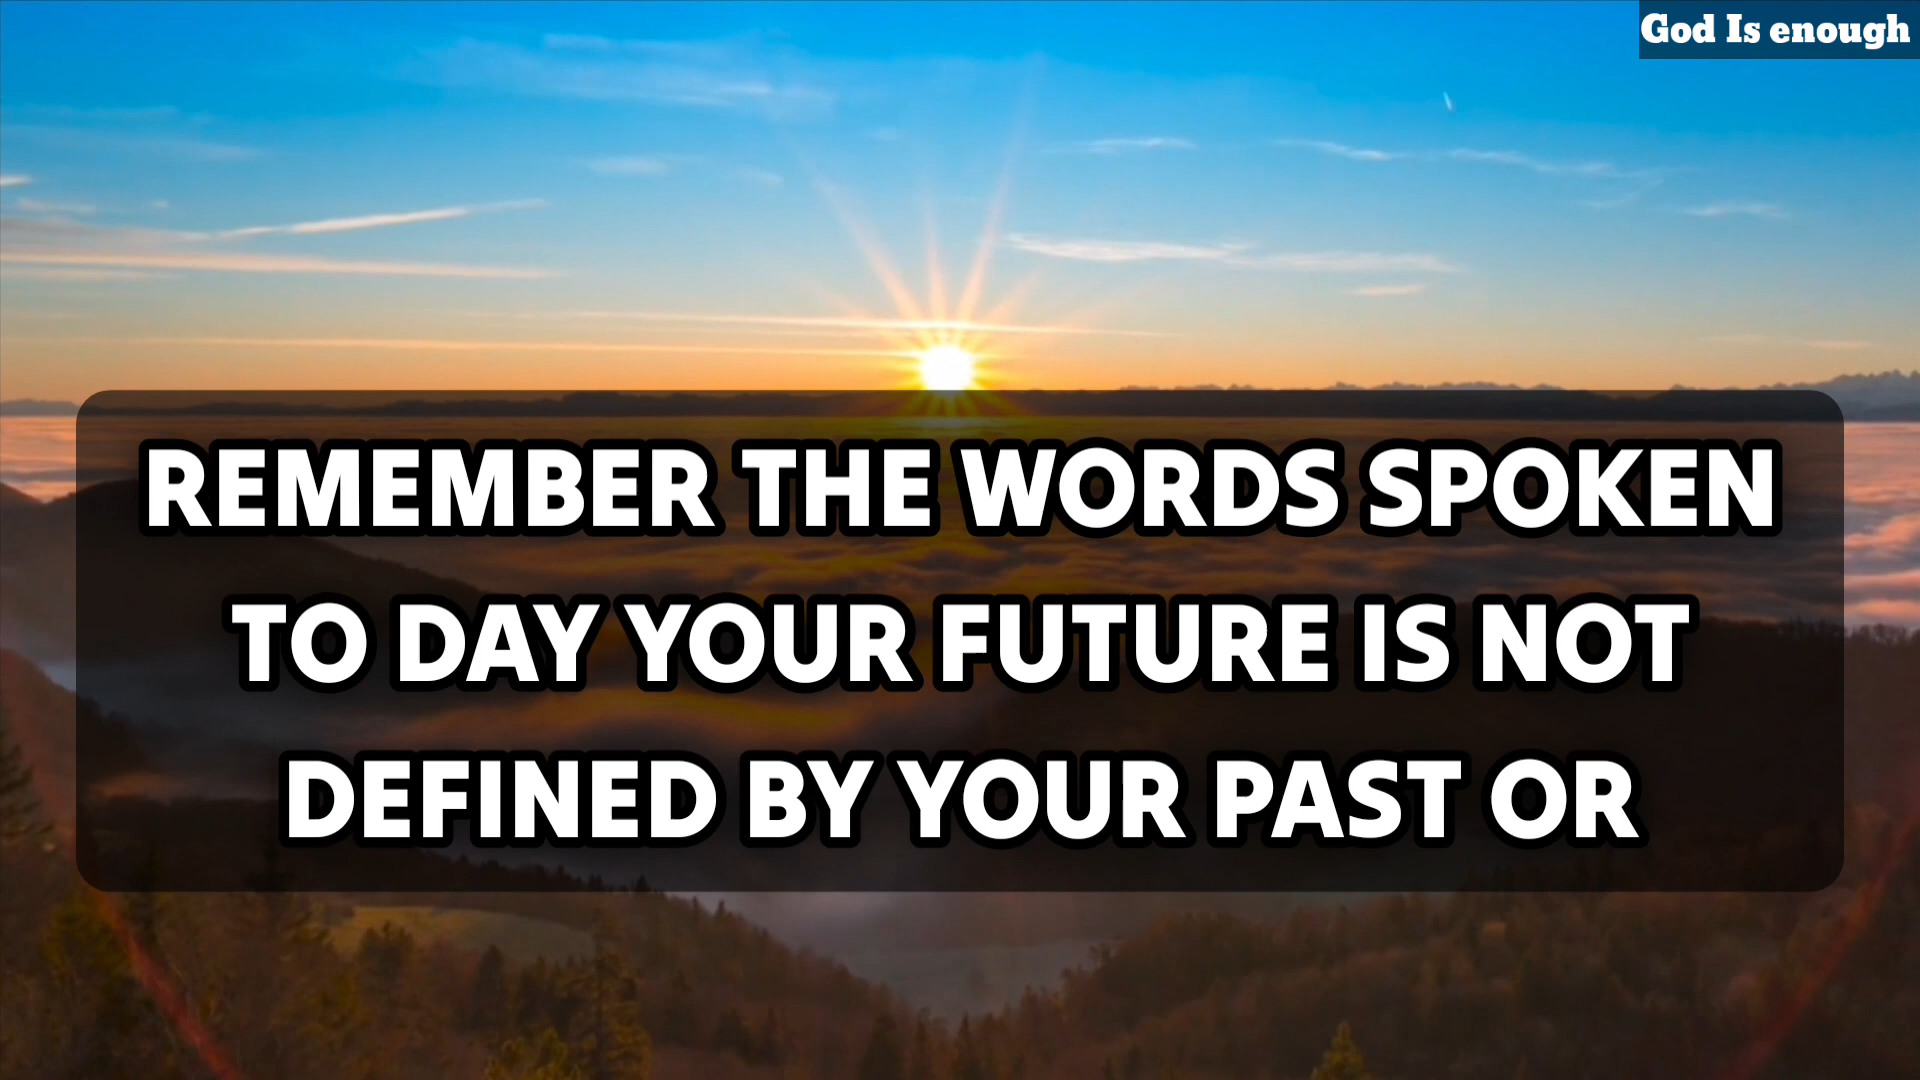 God Is enough
REMEMBER THE WORDS SPOKEN
TO DAY YOUR FUTURE IS NOT
DEFINED BY YOUR PAST OR